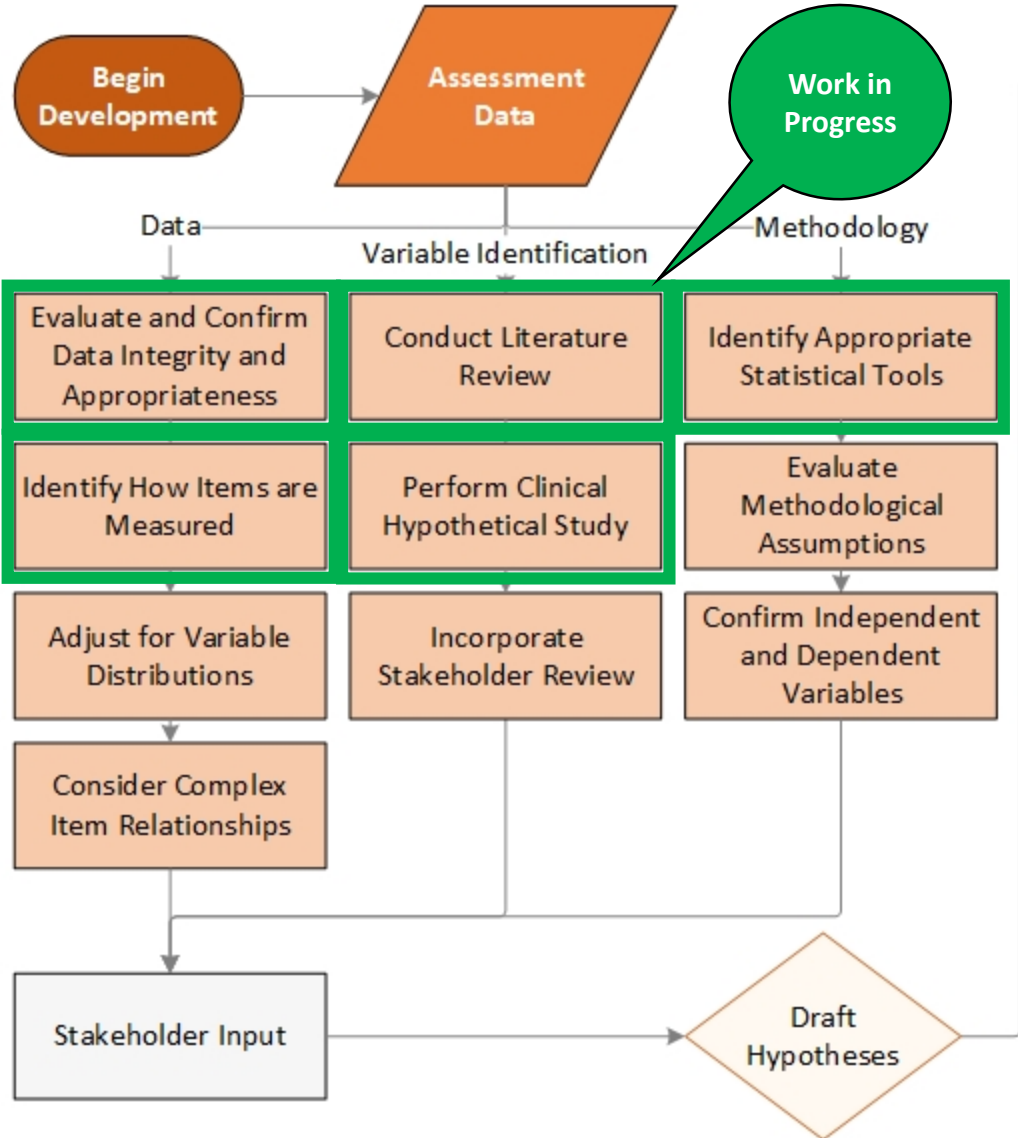 Begin
Development
Assessment
Data
Work in
Progress
Data
Variable Identification
Methodology
Evaluate and Confirm
Data Integrity and
Appropriateness
Conduct Literature
Review
Identify Appropriate
Statistical Tools
Identify How Items are
Measured
Perform Clinical
Hypothetical Study
Evaluate
Methodological
Assumptions
Adjust for Variable
Distributions
Incorporate
Stakeholder Review
Confirm Independent
and Dependent
Variables
Consider Complex
Item Relationships
Stakeholder Input
Draft
Hypotheses